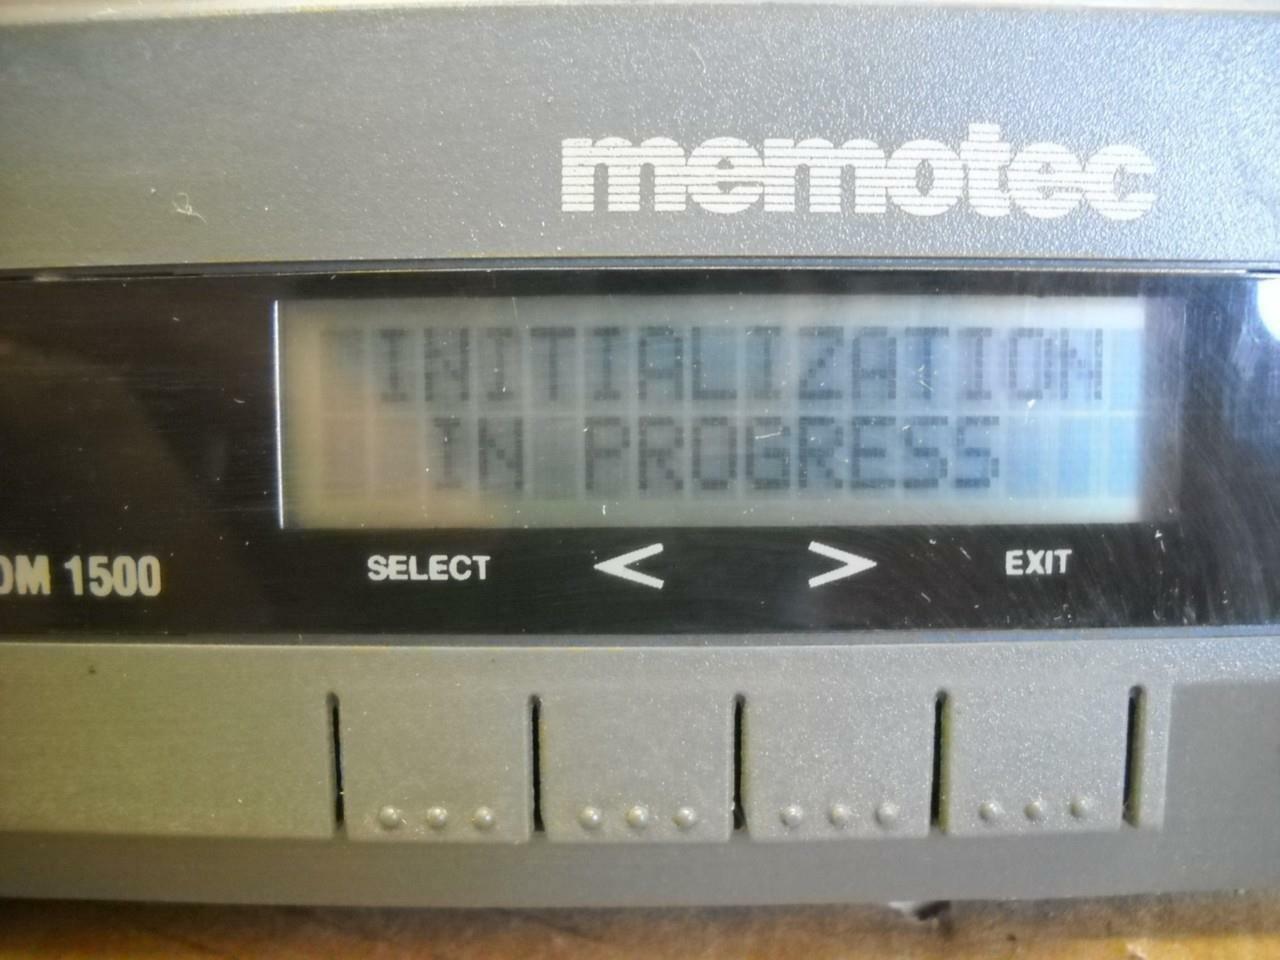 memotec
INITIALIZATION
IN PROGRESS
DM 1500
SELECT < > EXIT